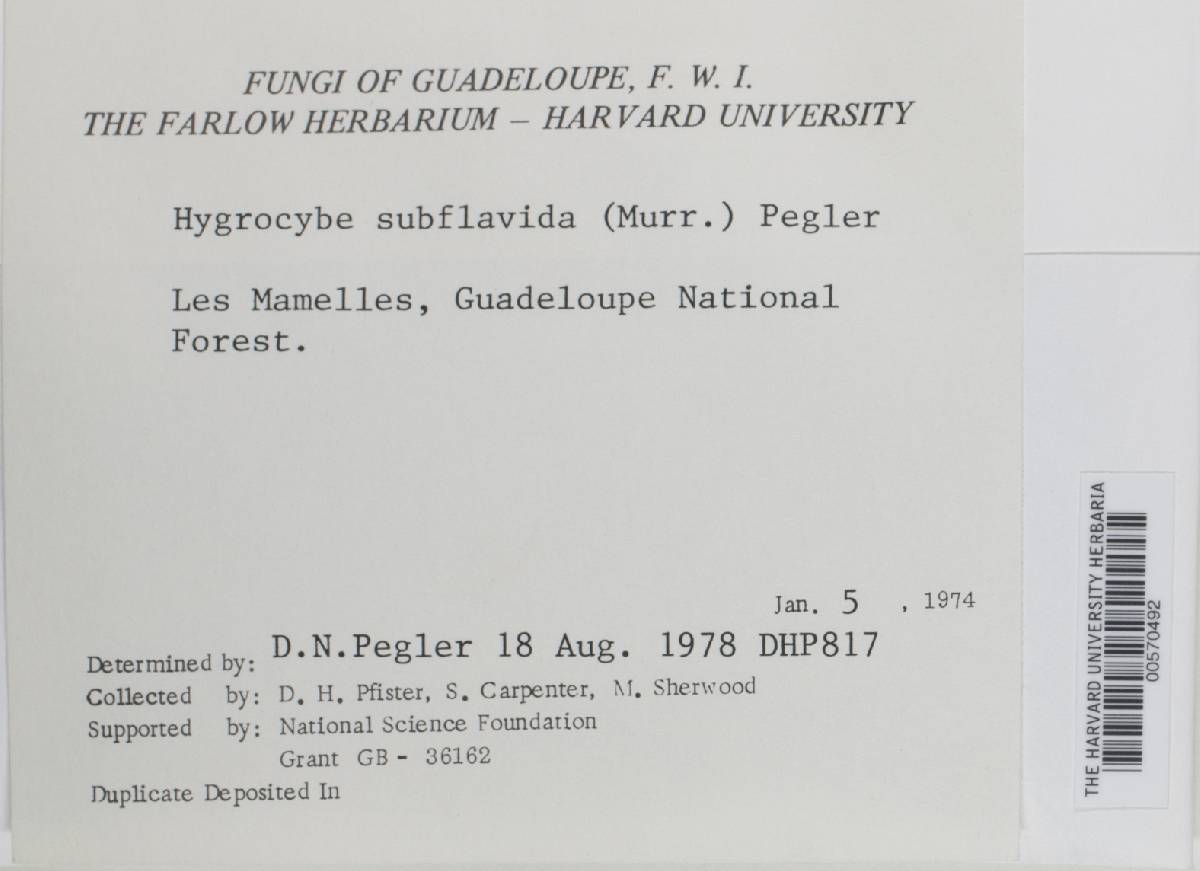 FUNGI OF GUADELOUPE, F. W. I.
THE FARLOW HERBARIUM – HARVARD UNIVERSITY
Hygrocybe subflavida (Murr.) Pegler
Les Mamelles, Guadeloupe National
Forest.
Jan. 5 , 1974
Determined by: D.N.Pegler 18 Aug. 1978 DHP817
Collected by: D. H. Pfister, S. Carpenter, M. Sherwood
Supported by: National Science Foundation
Grant GB - 36162
Duplicate Deposited In
THE HARVARD UNIVERSITY HERBARIA
00570492